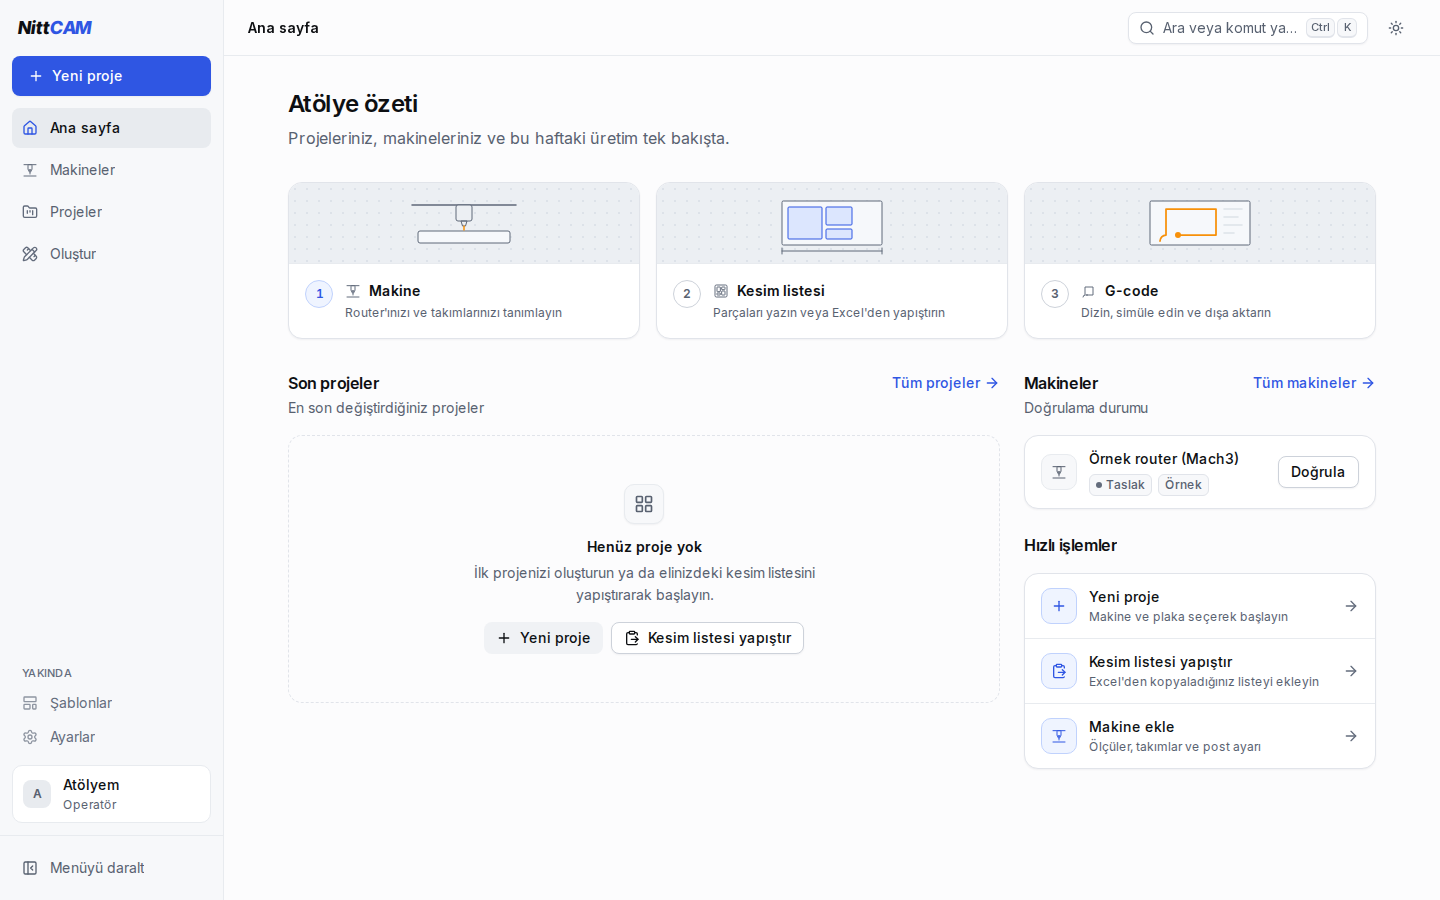 NittCAM
Yeni proje
Ana sayfa
Makineler
Projeler
Oluştur
YAKINDA
Şablonlar
Ayarlar
A
Atölyem
Operatör
Menüyü daralt
Ana sayfa
Ara veya komut ya... Ctrl K
Atölye özeti
Projeleriniz, makineleriniz ve bu haftaki üretim tek bakışta.
1 Makine
Router'ınızı ve takımlarınızı tanımlayın
2 Kesim listesi
Parçaları yazın veya Excel'den yapıştırın
3 G-code
Dizin, simüle edin ve dışa aktarın
Son projeler
Tüm projeler
En son değiştirdiğiniz projeler
Henüz proje yok
İlk projenizi oluşturun ya da elinizdeki kesim listesini
yapıştırarak başlayın.
Yeni proje
Kesim listesi yapıştır
Makineler
Tüm makineler
Doğrulama durumu
Örnek router (Mach3)
Taslak
Örnek
Doğrula
Hızlı işlemler
Yeni proje
Makine ve plaka seçerek başlayın
Kesim listesi yapıştır
Excel'den kopyaladığınız listeyi ekleyin
Makine ekle
Ölçüler, takımlar ve post ayarı